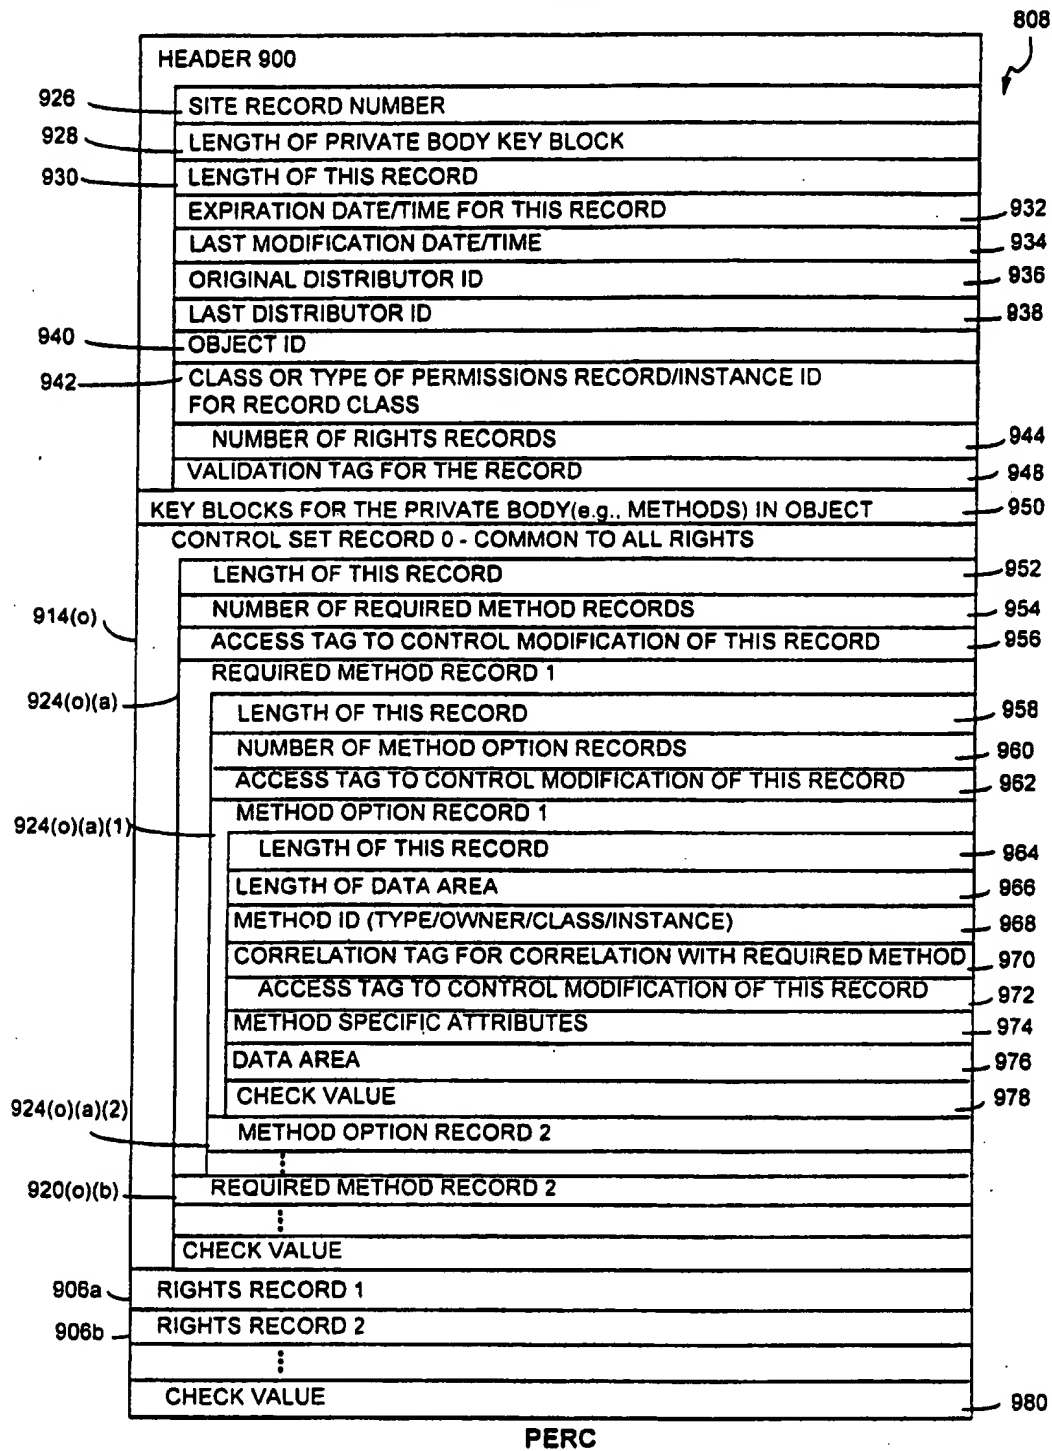 808
HEADER 900
926 SITE RECORD NUMBER
928 LENGTH OF PRIVATE BODY KEY BLOCK
930 LENGTH OF THIS RECORD
EXPIRATION DATE/TIME FOR THIS RECORD 932
LAST MODIFICATION DATE/TIME 934
ORIGINAL DISTRIBUTOR ID 936
LAST DISTRIBUTOR ID 938
940 OBJECT ID
942 CLASS OR TYPE OF PERMISSIONS RECORD/INSTANCE ID
FOR RECORD CLASS
NUMBER OF RIGHTS RECORDS 944
VALIDATION TAG FOR THE RECORD 948
KEY BLOCKS FOR THE PRIVATE BODY(e.g.. METHODS) IN OBJECT 950
CONTROL SET RECORD 0 - COMMON TO ALL RIGHTS
LENGTH OF THIS RECORD 952
914(o) NUMBER OF REQUIRED METHOD RECORDS 954
ACCESS TAG TO CONTROL MODIFICATION OF THIS RECORD 956
REQUIRED METHOD RECORD 1
924(o)(a) LENGTH OF THIS RECORD 958
NUMBER OF METHOD OPTION RECORDS 960
ACCESS TAG TO CONTROL MODIFICATION OF THIS RECORD 962
METHOD OPTION RECORD 1
924(o)(a)(1) LENGTH OF THIS RECORD 964
LENGTH OF DATA AREA 966
METHOD ID (TYPE/OWNER/CLASS/INSTANCE) 968
CORRELATION TAG FOR CORRELATION WITH REQUIRED METHOD 970
ACCESS TAG TO CONTROL MODIFICATION OF THIS RECORD 972
METHOD SPECIFIC ATTRIBUTES 974
DATA AREA 976
CHECK VALUE 978
924(o)(a)(2) METHOD OPTION RECORD 2
920(o)(b) REQUIRED METHOD RECORD 2
CHECK VALUE
906a RIGHTS RECORD 1
906b RIGHTS RECORD 2
CHECK VALUE 980
PERC